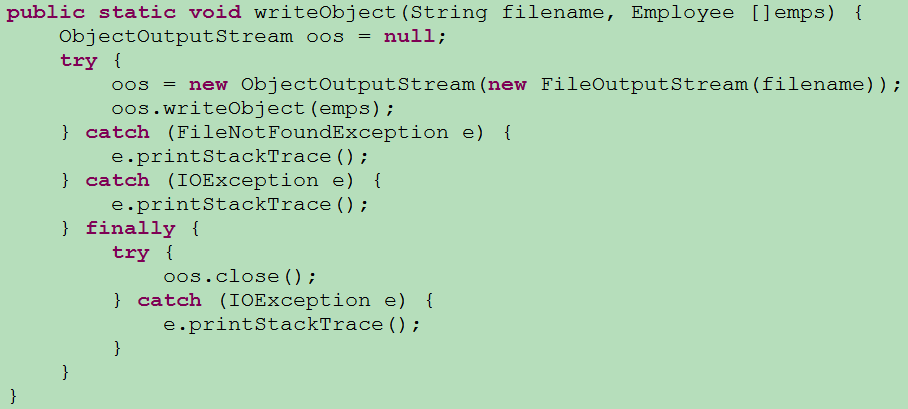 public static void writeObject(String filename, Employee []emps) {
    ObjectOutputStream oos = null;
    try {
        oos = new ObjectOutputStream(new FileOutputStream(filename));
        oos.writeObject(emps);
    } catch (FileNotFoundException e) {
        e.printStackTrace();
    } catch (IOException e) {
        e.printStackTrace();
    } finally {
        try {
            oos.close();
        } catch (IOException e) {
            e.printStackTrace();
        }
    }
}